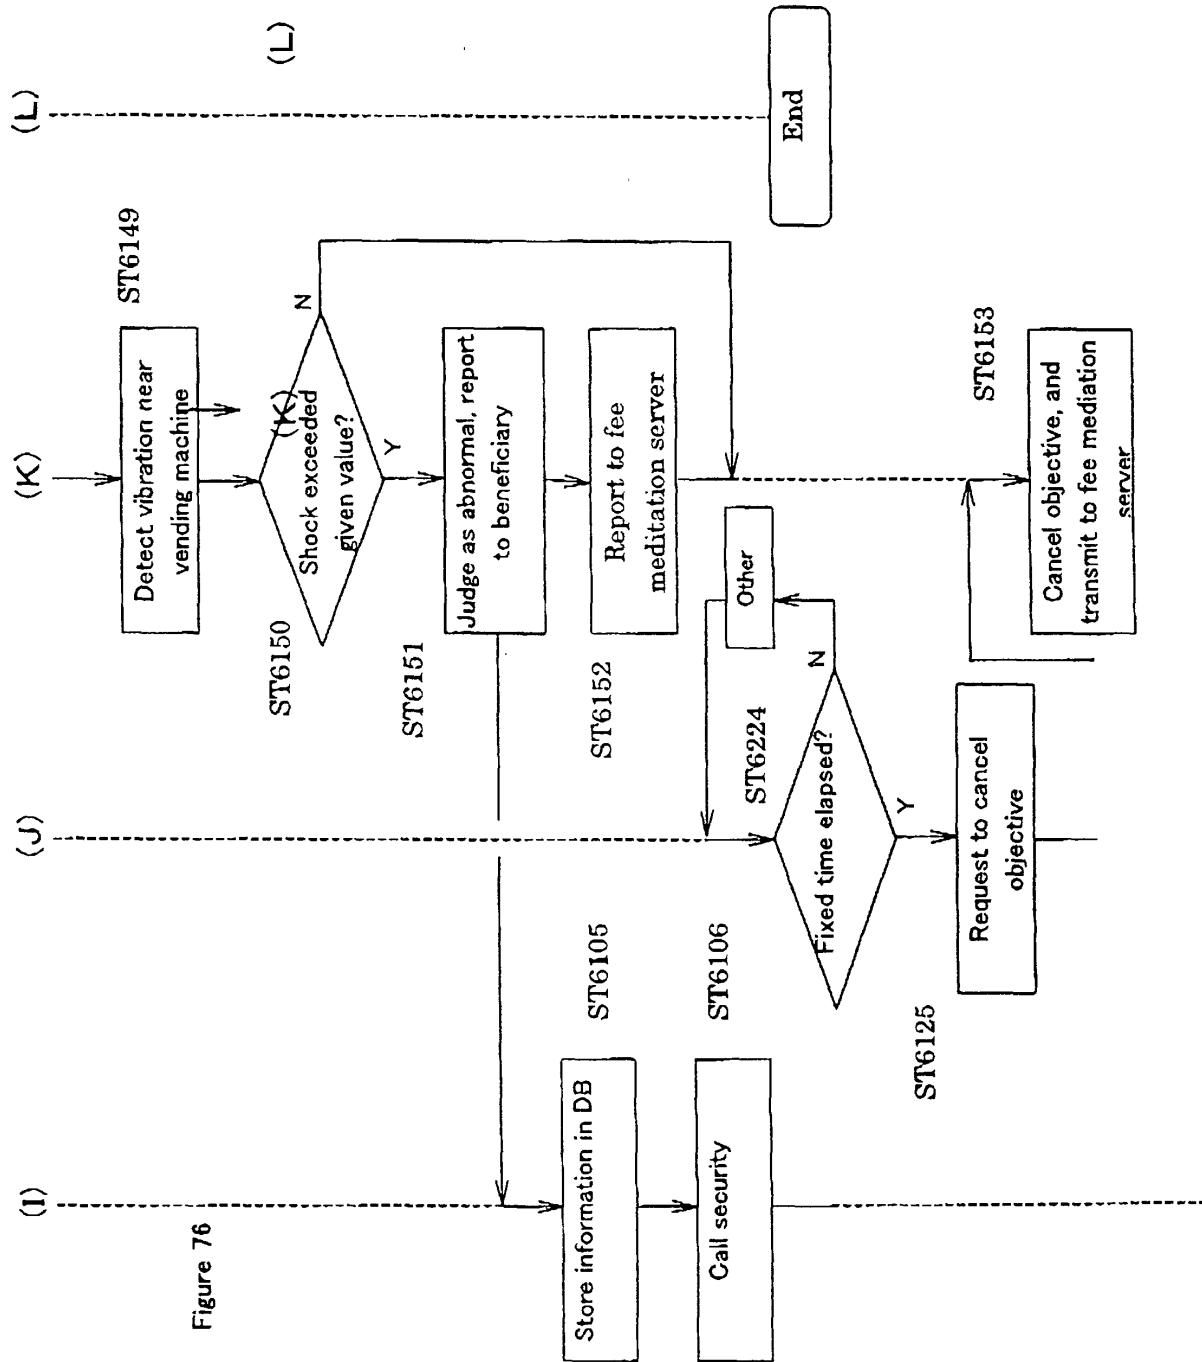 Figure 76
(I)
(J)
(K)
(L)
(L)
Detect vibration near
vending machine
ST6149
(K)
Shock exceeded
given value?
N
Y
ST6150
Judge as abnormal, report
to beneficiary
ST6151
Report to fee
meditation server
ST6152
Store information in DB
ST6105
Call security
ST6106
Other
Fixed time elapsed?
N
Y
ST6224
Request to cancel
objective
ST6125
Cancel objective, and
transmit to fee mediation
server
ST6153
End